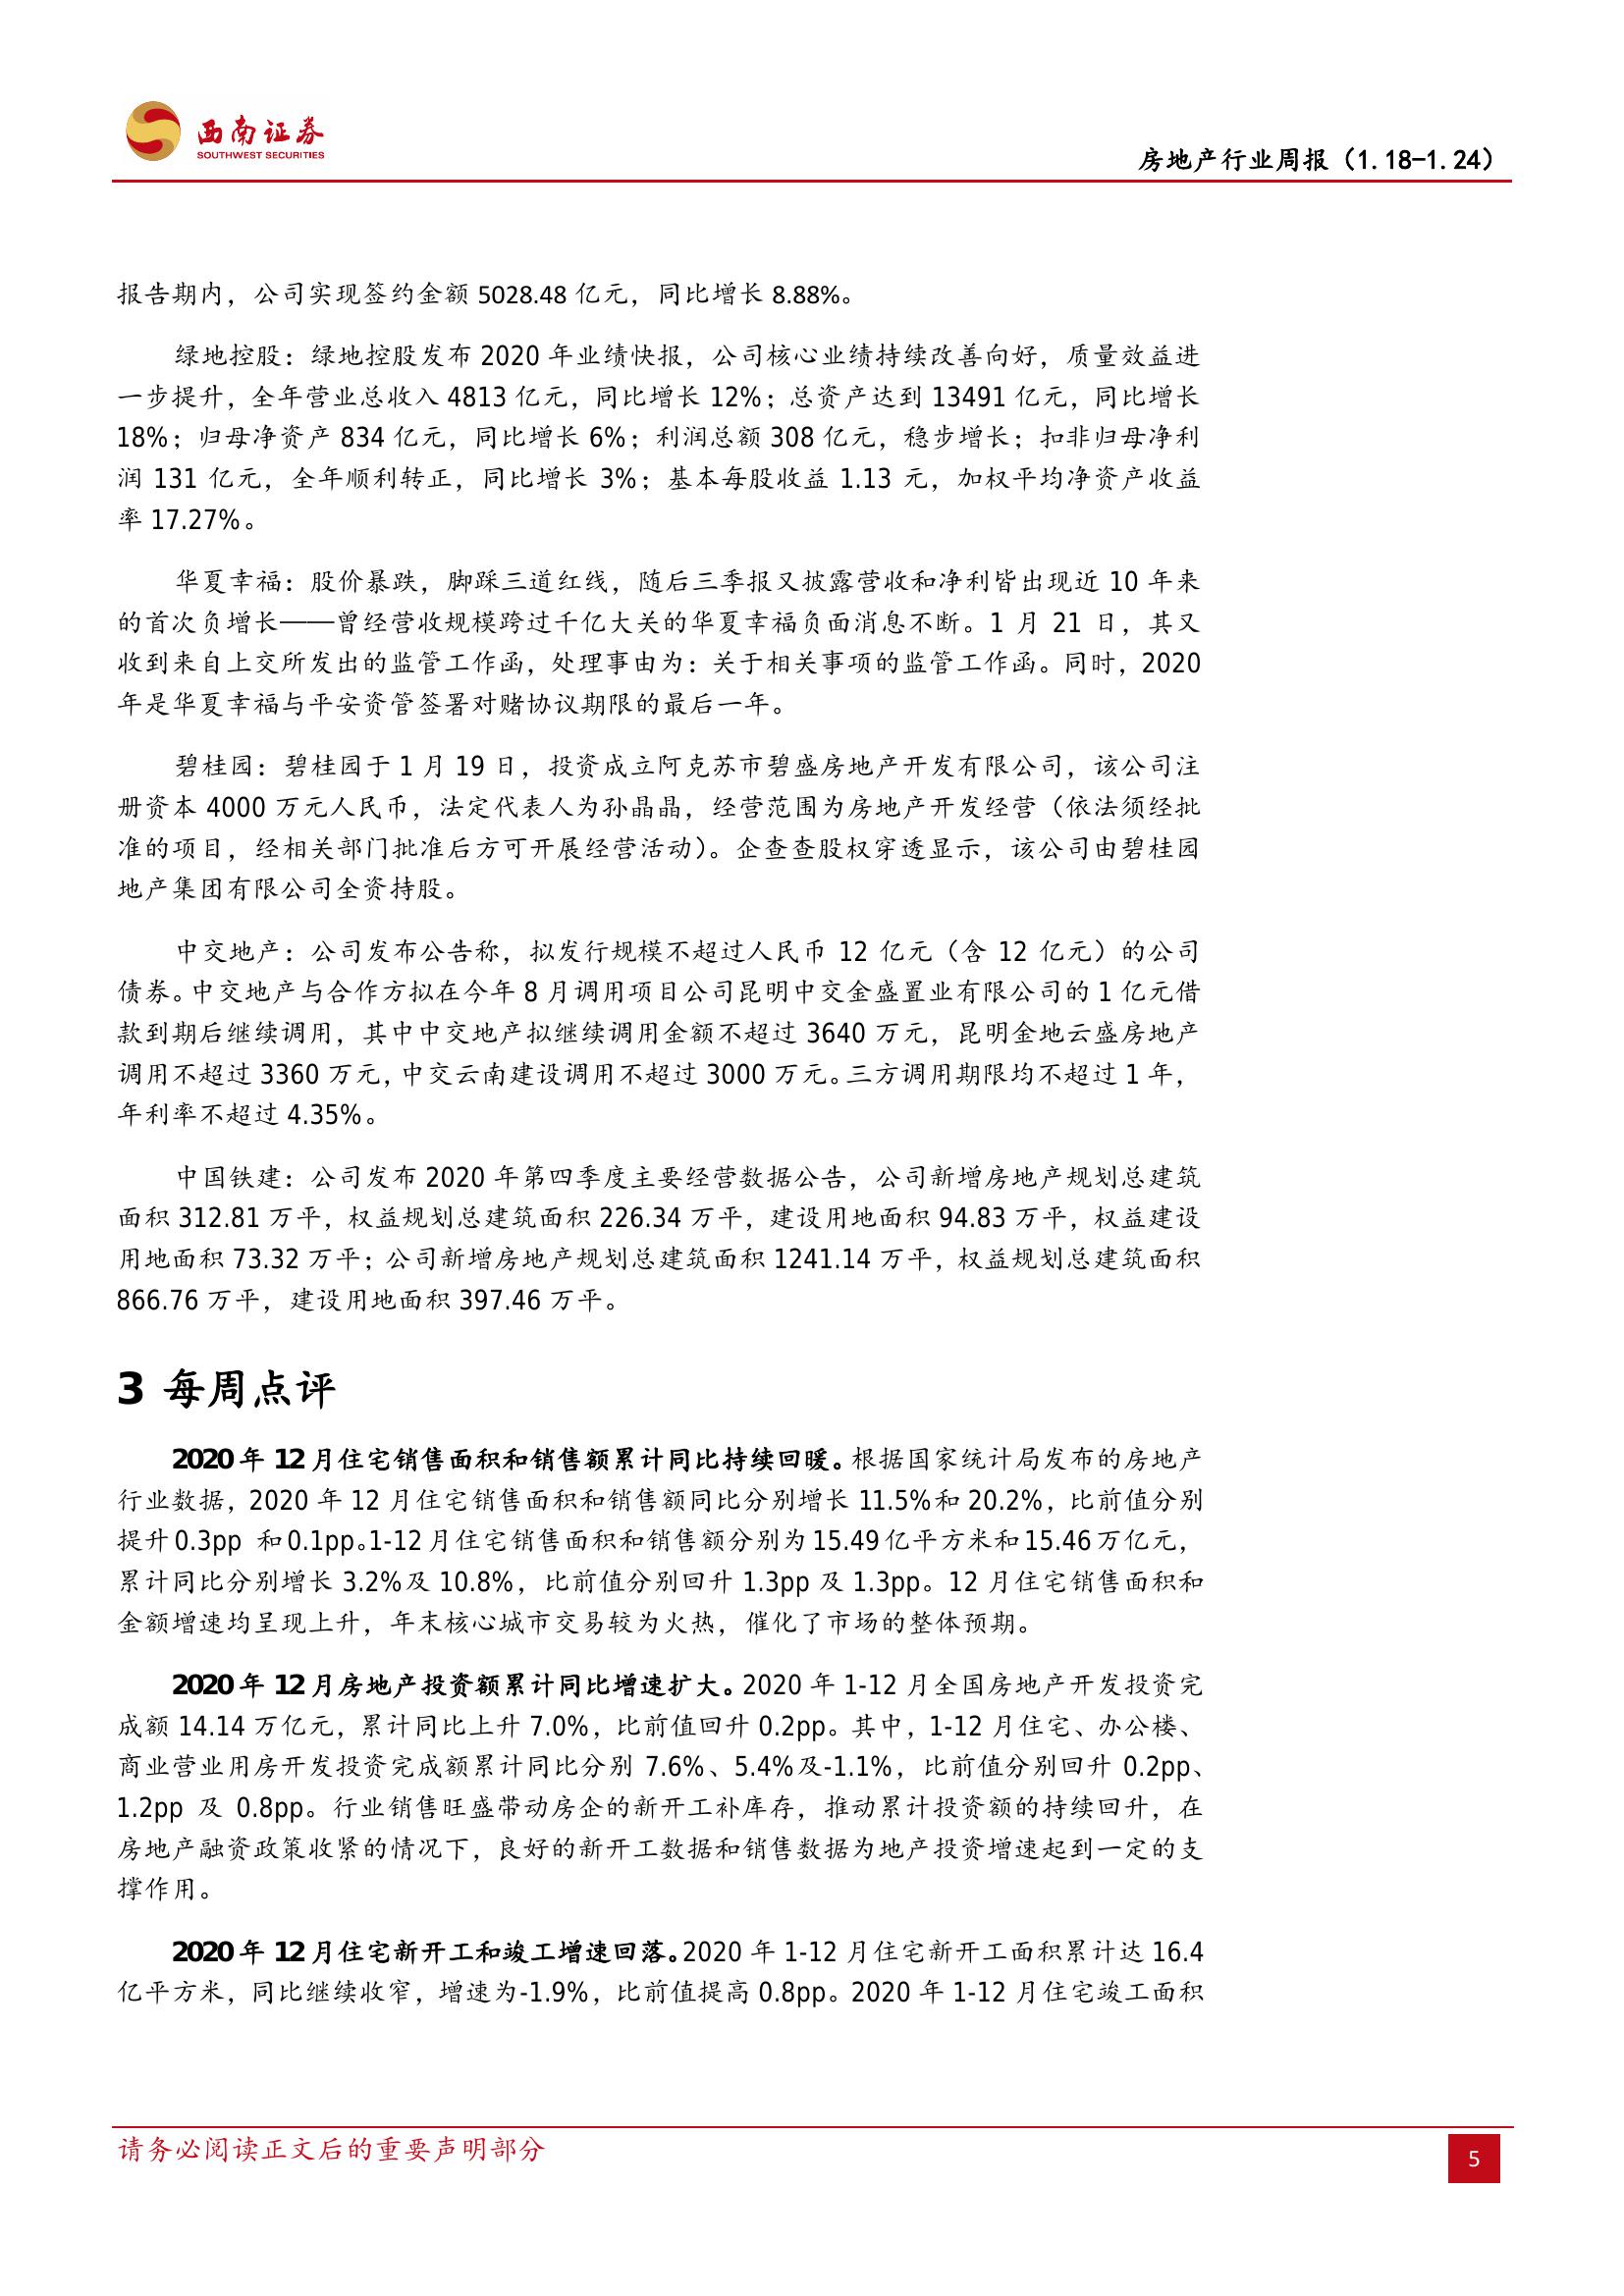 西南证券
SOUTHWEST SECURITIES
房地产行业周报（1.18-1.24）
报告期内，公司实现签约金额 5028.48 亿元，同比增长 8.88%。
绿地控股：绿地控股发布 2020 年业绩快报，公司核心业绩持续改善向好，质量效益进
一步提升，全年营业总收入 4813 亿元，同比增长 12%；总资产达到 13491 亿元，同比增长
18%；归母净资产 834 亿元，同比增长 6%；利润总额 308 亿元，稳步增长；扣非归母净利
润 131 亿元，全年顺利转正，同比增长 3%；基本每股收益 1.13 元，加权平均净资产收益
率 17.27%。
华夏幸福：股价暴跌，脚踩三道红线，随后三季报又披露营收和净利皆出现近 10 年来
的首次负增长——曾经营收规模跨过千亿大关的华夏幸福负面消息不断。1 月 21 日，其又
收到来自上交所发出的监管工作函，处理事由为：关于相关事项的监管工作函。同时，2020
年是华夏幸福与平安资管签署对赌协议期限的最后一年。
碧桂园：碧桂园于 1 月 19 日，投资成立阿克苏市碧盛房地产开发有限公司，该公司注
册资本 4000 万元人民币，法定代表人为孙晶晶，经营范围为房地产开发经营（依法须经批
准的项目，经相关部门批准后方可开展经营活动）。企查查股权穿透显示，该公司由碧桂园
地产集团有限公司全资持股。
中交地产：公司发布公告称，拟发行规模不超过人民币 12 亿元（含 12 亿元）的公司
债券。中交地产与合作方拟在今年 8 月调用项目公司昆明中交金盛置业有限公司的 1 亿元借
款到期后继续调用，其中中交地产拟继续调用金额不超过 3640 万元，昆明金地云盛房地产
调用不超过 3360 万元，中交云南建设调用不超过 3000 万元。三方调用期限均不超过 1 年，
年利率不超过 4.35%。
中国铁建：公司发布 2020 年第四季度主要经营数据公告，公司新增房地产规划总建筑
面积 312.81 万平，权益规划总建筑面积 226.34 万平，建设用地面积 94.83 万平，权益建设
用地面积 73.32 万平；公司新增房地产规划总建筑面积 1241.14 万平，权益规划总建筑面积
866.76 万平，建设用地面积 397.46 万平。
3 每周点评
2020 年 12 月住宅销售面积和销售额累计同比持续回暖。根据国家统计局发布的房地产
行业数据，2020 年 12 月住宅销售面积和销售额同比分别增长 11.5%和 20.2%，比前值分别
提升 0.3pp 和 0.1pp。1-12 月住宅销售面积和销售额分别为 15.49 亿平方米和 15.46 万亿元，
累计同比分别增长 3.2%及 10.8%，比前值分别回升 1.3pp 及 1.3pp。12 月住宅销售面积和
金额增速均呈现上升，年末核心城市交易较为火热，催化了市场的整体预期。
2020 年 12 月房地产投资额累计同比增速扩大。2020 年 1-12 月全国房地产开发投资完
成额 14.14 万亿元，累计同比上升 7.0%，比前值回升 0.2pp。其中，1-12 月住宅、办公楼、
商业营业用房开发投资完成额累计同比分别 7.6%、5.4%及-1.1%，比前值分别回升 0.2pp、
1.2pp 及 0.8pp。行业销售旺盛带动房企的新开工补库存，推动累计投资额的持续回升，在
房地产融资政策收紧的情况下，良好的新开工数据和销售数据为地产投资增速起到一定的支
撑作用。
2020 年 12 月住宅新开工和竣工增速回落。2020 年 1-12 月住宅新开工面积累计达 16.4
亿平方米，同比继续收窄，增速为-1.9%，比前值提高 0.8pp。2020 年 1-12 月住宅竣工面积
请务必阅读正文后的重要声明部分
5